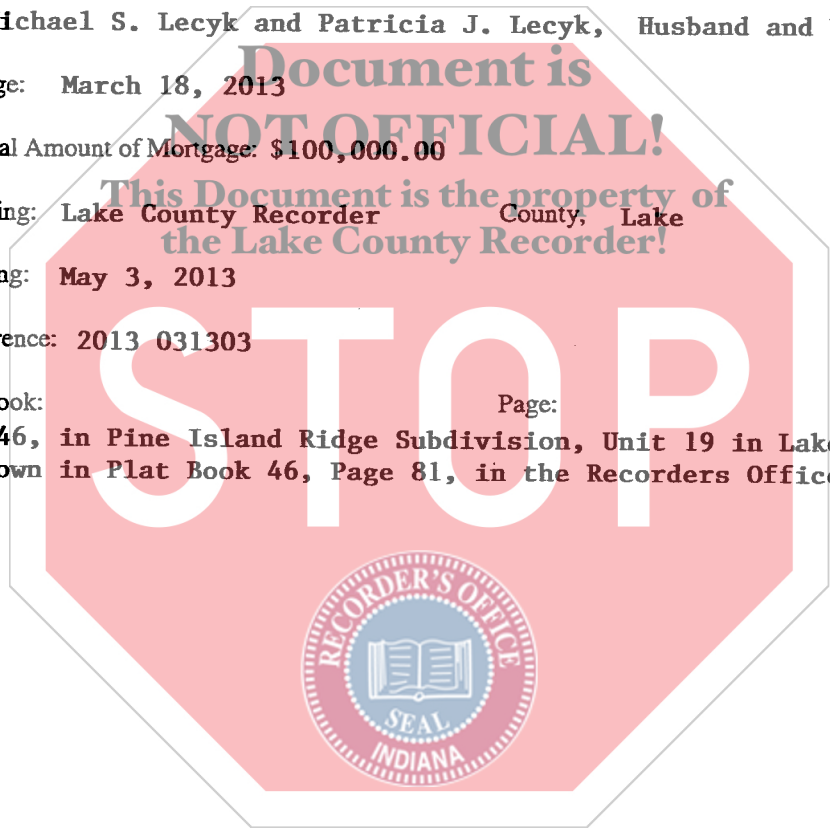 ichael S. Lecyk and Patricia J. Lecyk, Husband and
Document is
ge: March 18, 2013
NOT OFFICIAL!
al Amount of Mortgage: $100,000.00
This Document is the property of
ing: Lake County Recorder County, Lake
the Lake County Recorder!
ng: May 3, 2013
STOP
rence: 2013 031303
ook: Page:
46, in Pine Island Ridge Subdivision, Unit 19 in Lake
own in Plat Book 46, Page 81, in the Recorders Office
RECORDER'S OFFICE
SEAL
INDIANA